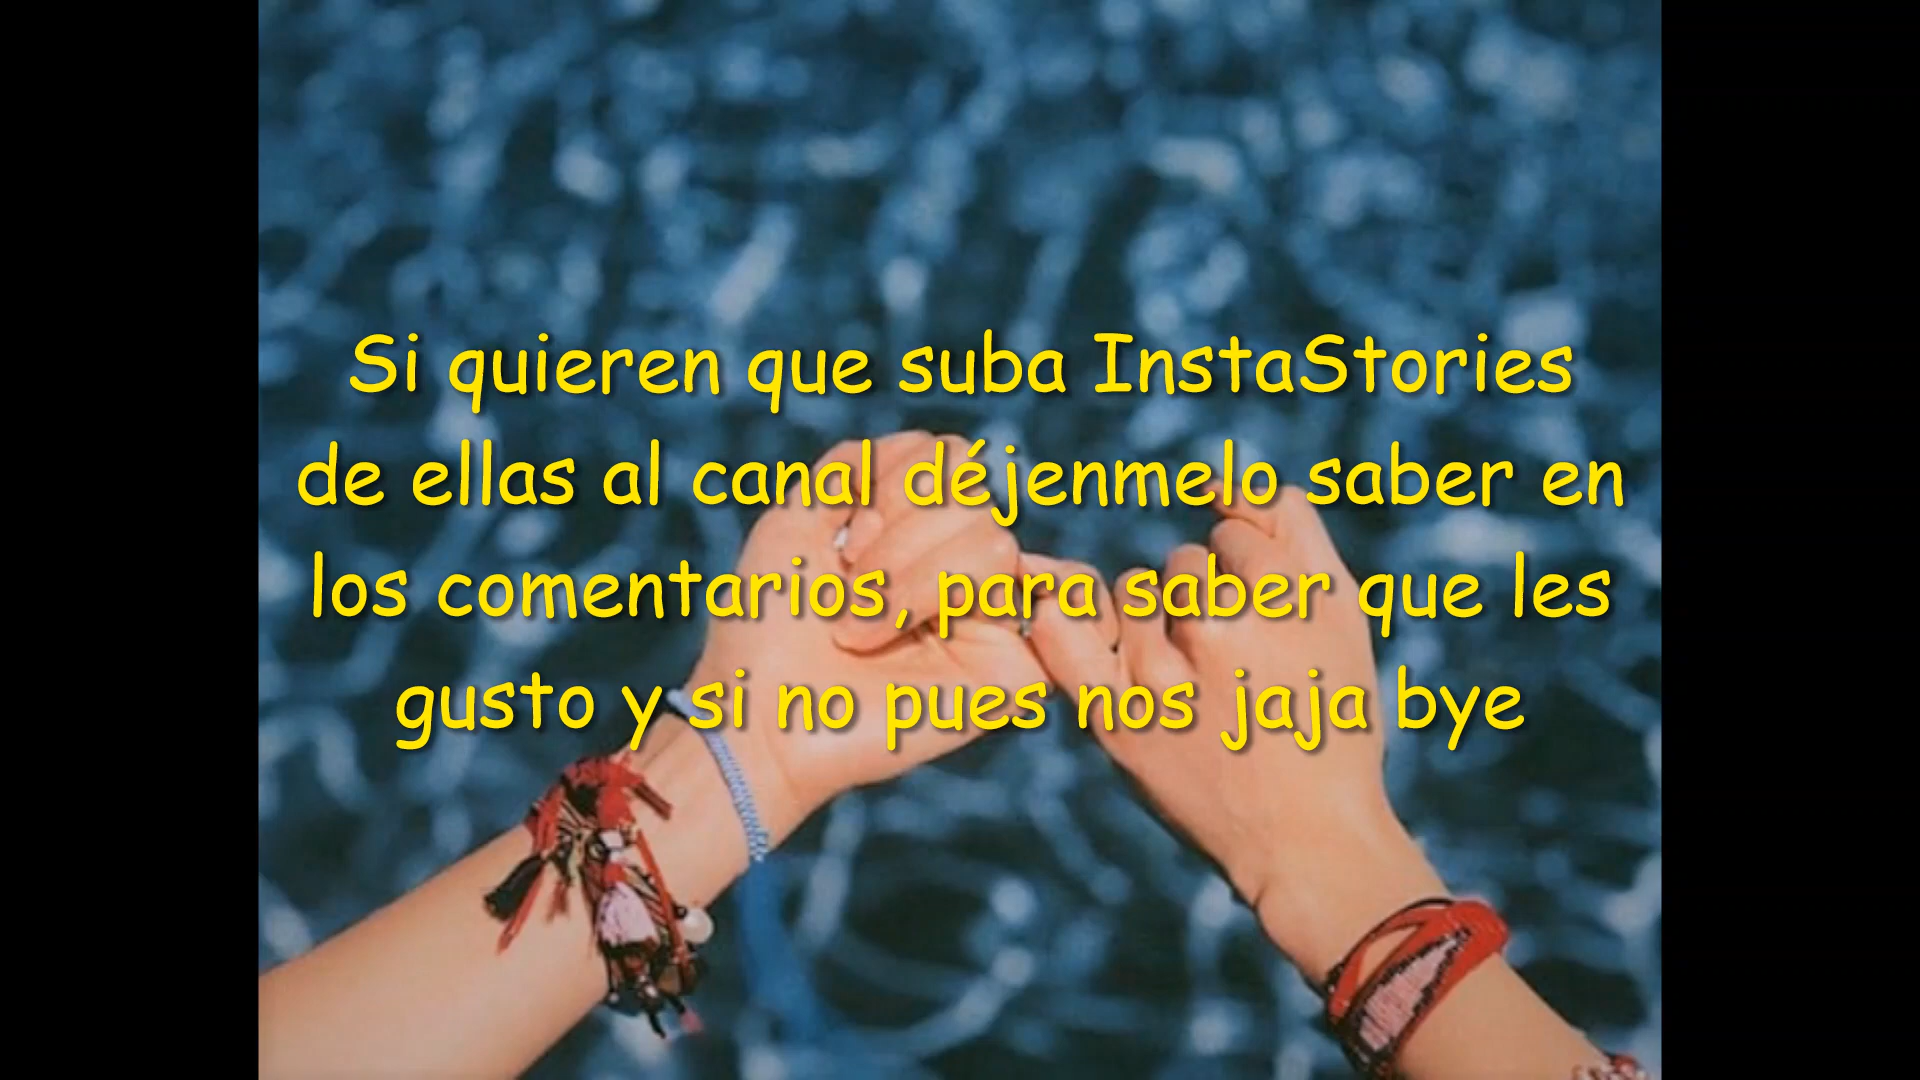 Si quieren que suba InstaStories
de ellas al canal déjenmelo saber en
los comentarios, para saber que les
gusto y si no pues nos jaja bye